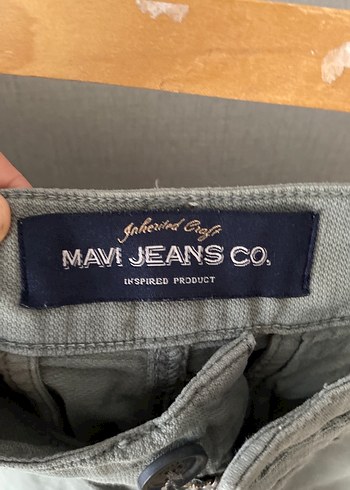 Inherited Craft
MAVI JEANS CO.
INSPIRED PRODUCT